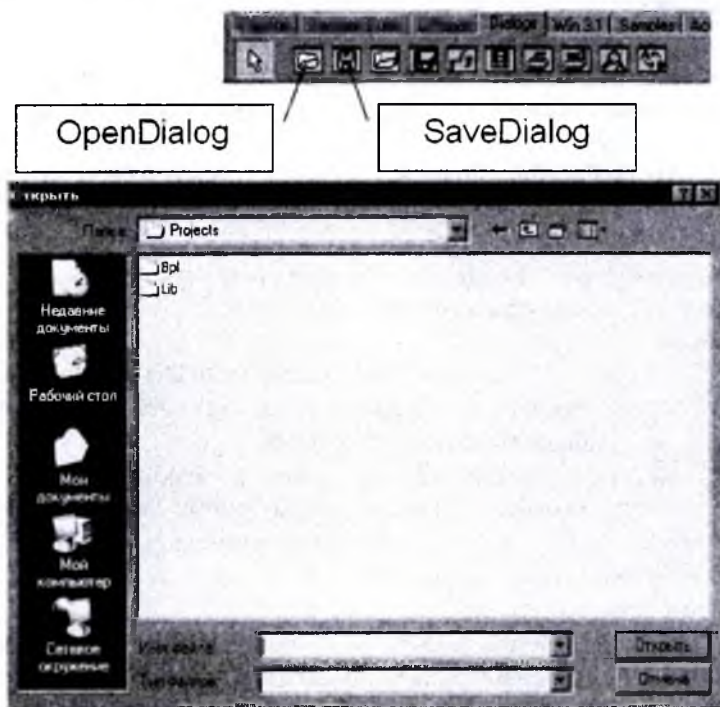 Dialogs Win 3.1 Samples
OpenDialog
SaveDialog
Открыть
Папка: Projects
Bpl
Lib
Недавние
документы
Рабочий стол
Мои
документы
Мой
компьютер
Сетевое
окружение
Имя файла:
Открыть
Тип файлов:
Отмена